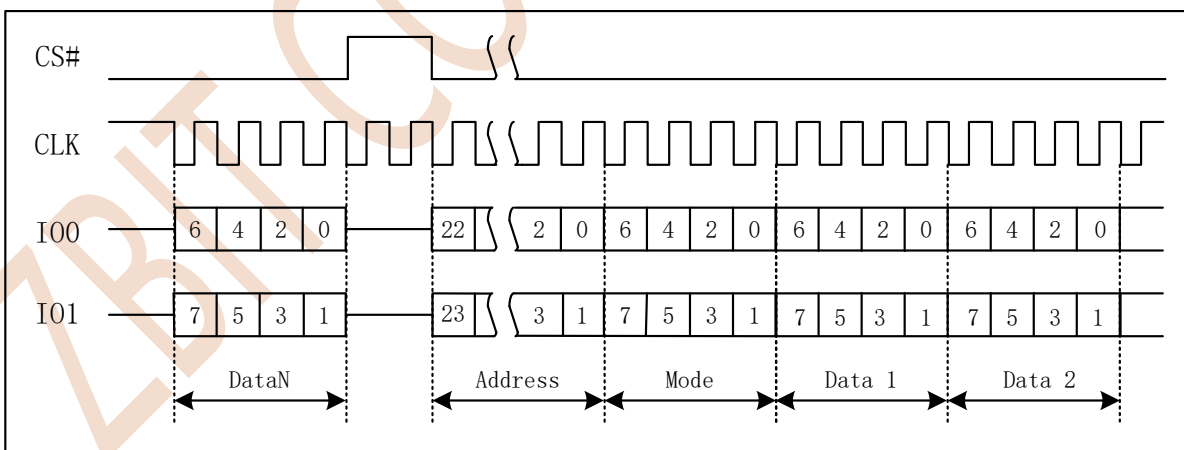 CS#
CLK
IO0 6 4 2 0 22 2 0 6 4 2 0 6 4 2 0 6 4 2 0
IO1 7 5 3 1 23 3 1 7 5 3 1 7 5 3 1 7 5 3 1
DataN Address Mode Data 1 Data 2
ZBIT CO